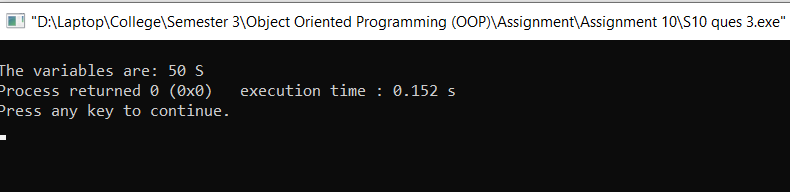 "D:\Laptop\College\Semester 3\Object Oriented Programming (OOP)\Assignment\Assignment 10\S10 ques 3.exe"
The variables are: 50 S
Process returned 0 (0x0)   execution time : 0.152 s
Press any key to continue.